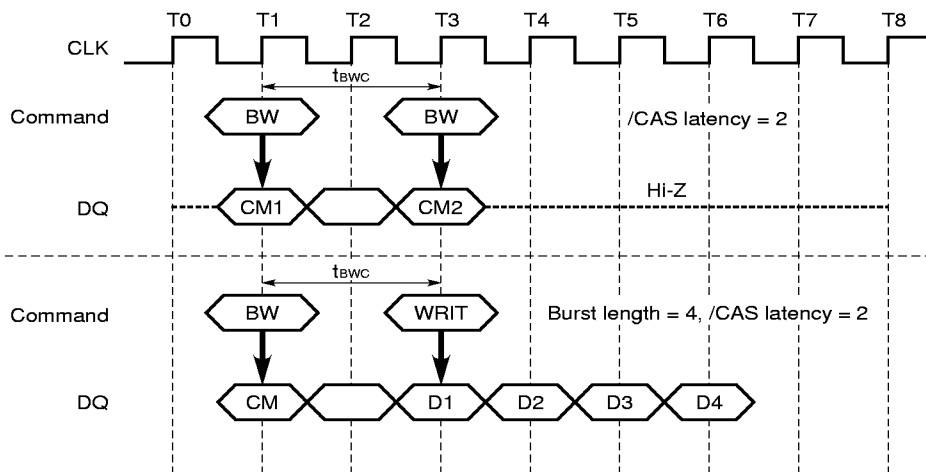 T0 T1 T2 T3 T4 T5 T6 T7 T8
CLK
tBWC
Command BW BW /CAS latency = 2
Hi-Z
DQ CM1 CM2
tBWC
Command BW WRIT Burst length = 4, /CAS latency = 2
DQ CM D1 D2 D3 D4